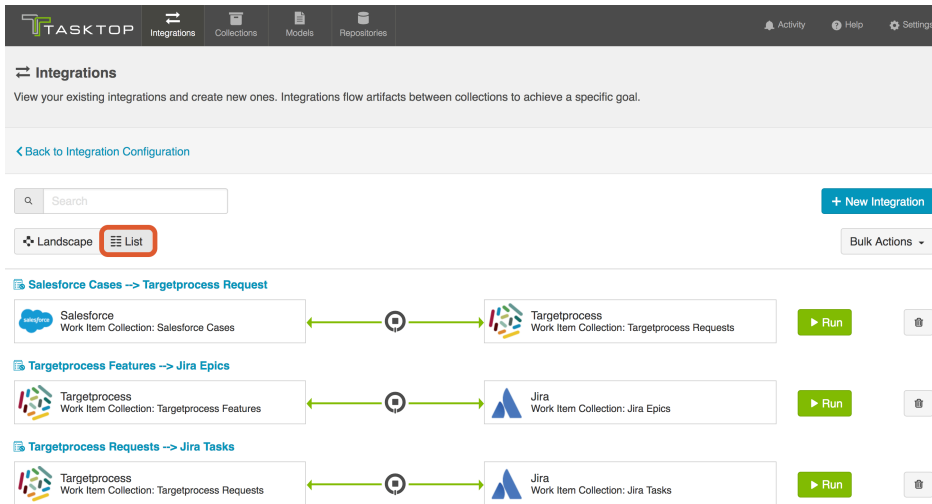 TASKTOP
Integrations
Collections
Models
Repositories
Activity
Help
Settings
Integrations
View your existing integrations and create new ones. Integrations flow artifacts between collections to achieve a specific goal.
Back to Integration Configuration
Search
+ New Integration
Landscape
List
Bulk Actions
Salesforce Cases --> Targetprocess Request
salesforce
Salesforce
Work Item Collection: Salesforce Cases
Targetprocess
Work Item Collection: Targetprocess Requests
Run
Targetprocess Features --> Jira Epics
Targetprocess
Work Item Collection: Targetprocess Features
Jira
Work Item Collection: Jira Epics
Run
Targetprocess Requests --> Jira Tasks
Targetprocess
Work Item Collection: Targetprocess Requests
Jira
Work Item Collection: Jira Tasks
Run